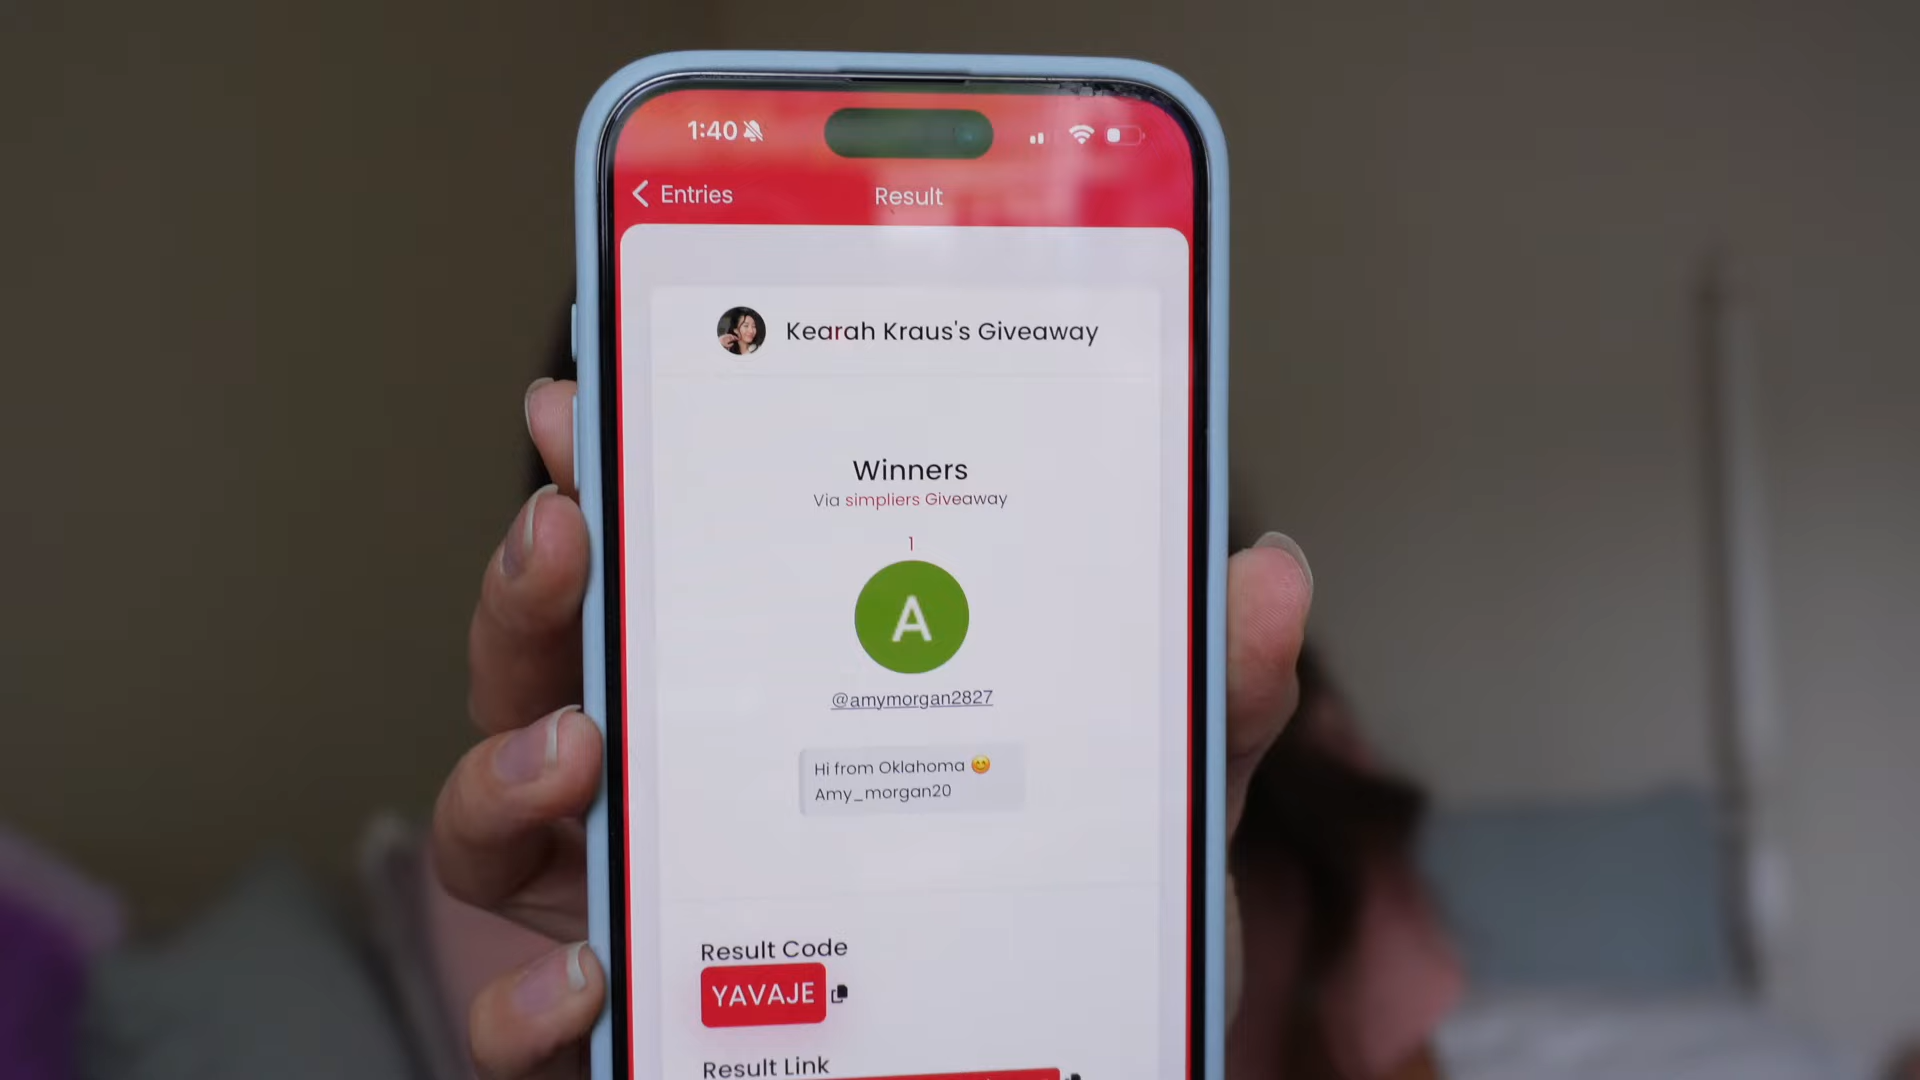 1:40
Entries
Result
Kearah Kraus's Giveaway
Winners
Via simpliers Giveaway
1
A
@amymorgan2827
Hi from Oklahoma 😊
Amy_morgan20
Result Code
YAVAJE
Result Link